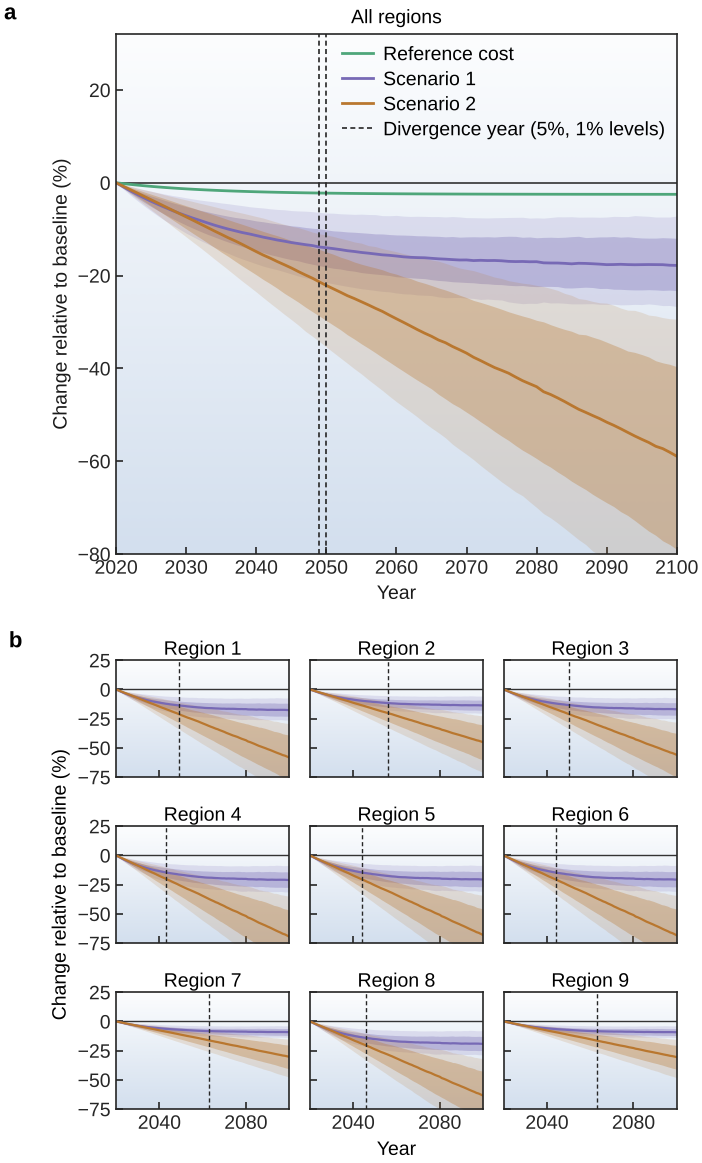 a
All regions
Reference cost
Scenario 1
Scenario 2
Divergence year (5%, 1% levels)
Change relative to baseline (%)
20
0
−20
−40
−60
−80
2020 2030 2040 2050 2060 2070 2080 2090 2100
Year
b
Change relative to baseline (%)
Region 1 Region 2 Region 3
25
0
−25
−50
−75
Region 4 Region 5 Region 6
25
0
−25
−50
−75
Region 7 Region 8 Region 9
25
0
−25
−50
−75
2040 2080 2040 2080 2040 2080
Year